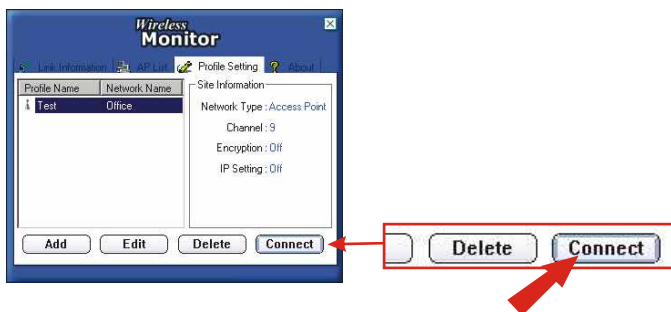 Wireless
Monitor
Link Information AP List Profile Setting About
Profile Name Network Name
Test Office
Site Information
Network Type : Access Point
Channel : 9
Encryption : Off
IP Setting : Off
Add Edit Delete Connect
Delete Connect